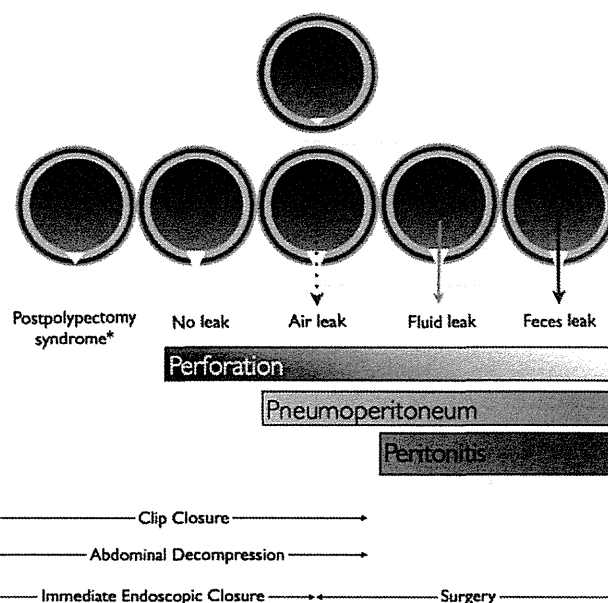 Postpolypectomy
syndrome*
No leak
Air leak
Fluid leak
Feces leak
Perforation
Pneumoperitoneum
Peritonitis
Clip Closure
Abdominal Decompression
Immediate Endoscopic Closure
Surgery